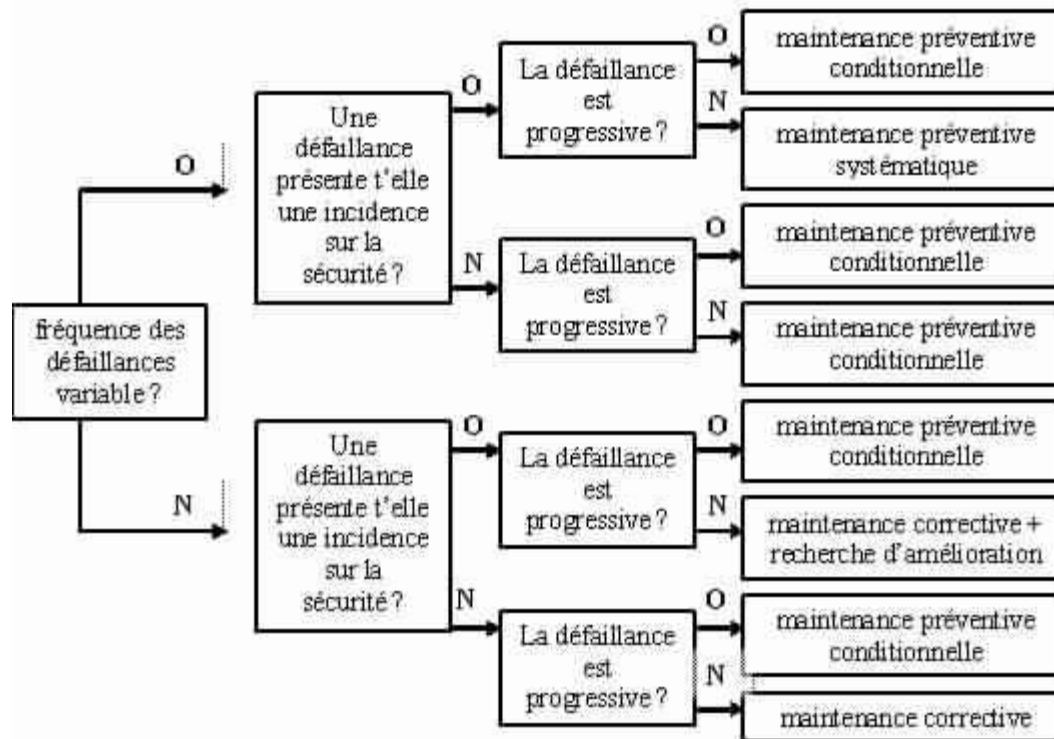 fréquence des
défaillances
variable ?
O
N
Une
défaillance
présente t'elle
une incidence
sur la
sécurité ?
O
N
La défaillance
est
progressive ?
O
N
maintenance préventive
conditionnelle
maintenance préventive
systématique
La défaillance
est
progressive ?
O
N
maintenance préventive
conditionnelle
maintenance préventive
conditionnelle
Une
défaillance
présente t'elle
une incidence
sur la
sécurité ?
O
N
La défaillance
est
progressive ?
O
N
maintenance préventive
conditionnelle
maintenance corrective +
recherche d'amélioration
La défaillance
est
progressive ?
O
N
maintenance préventive
conditionnelle
maintenance corrective